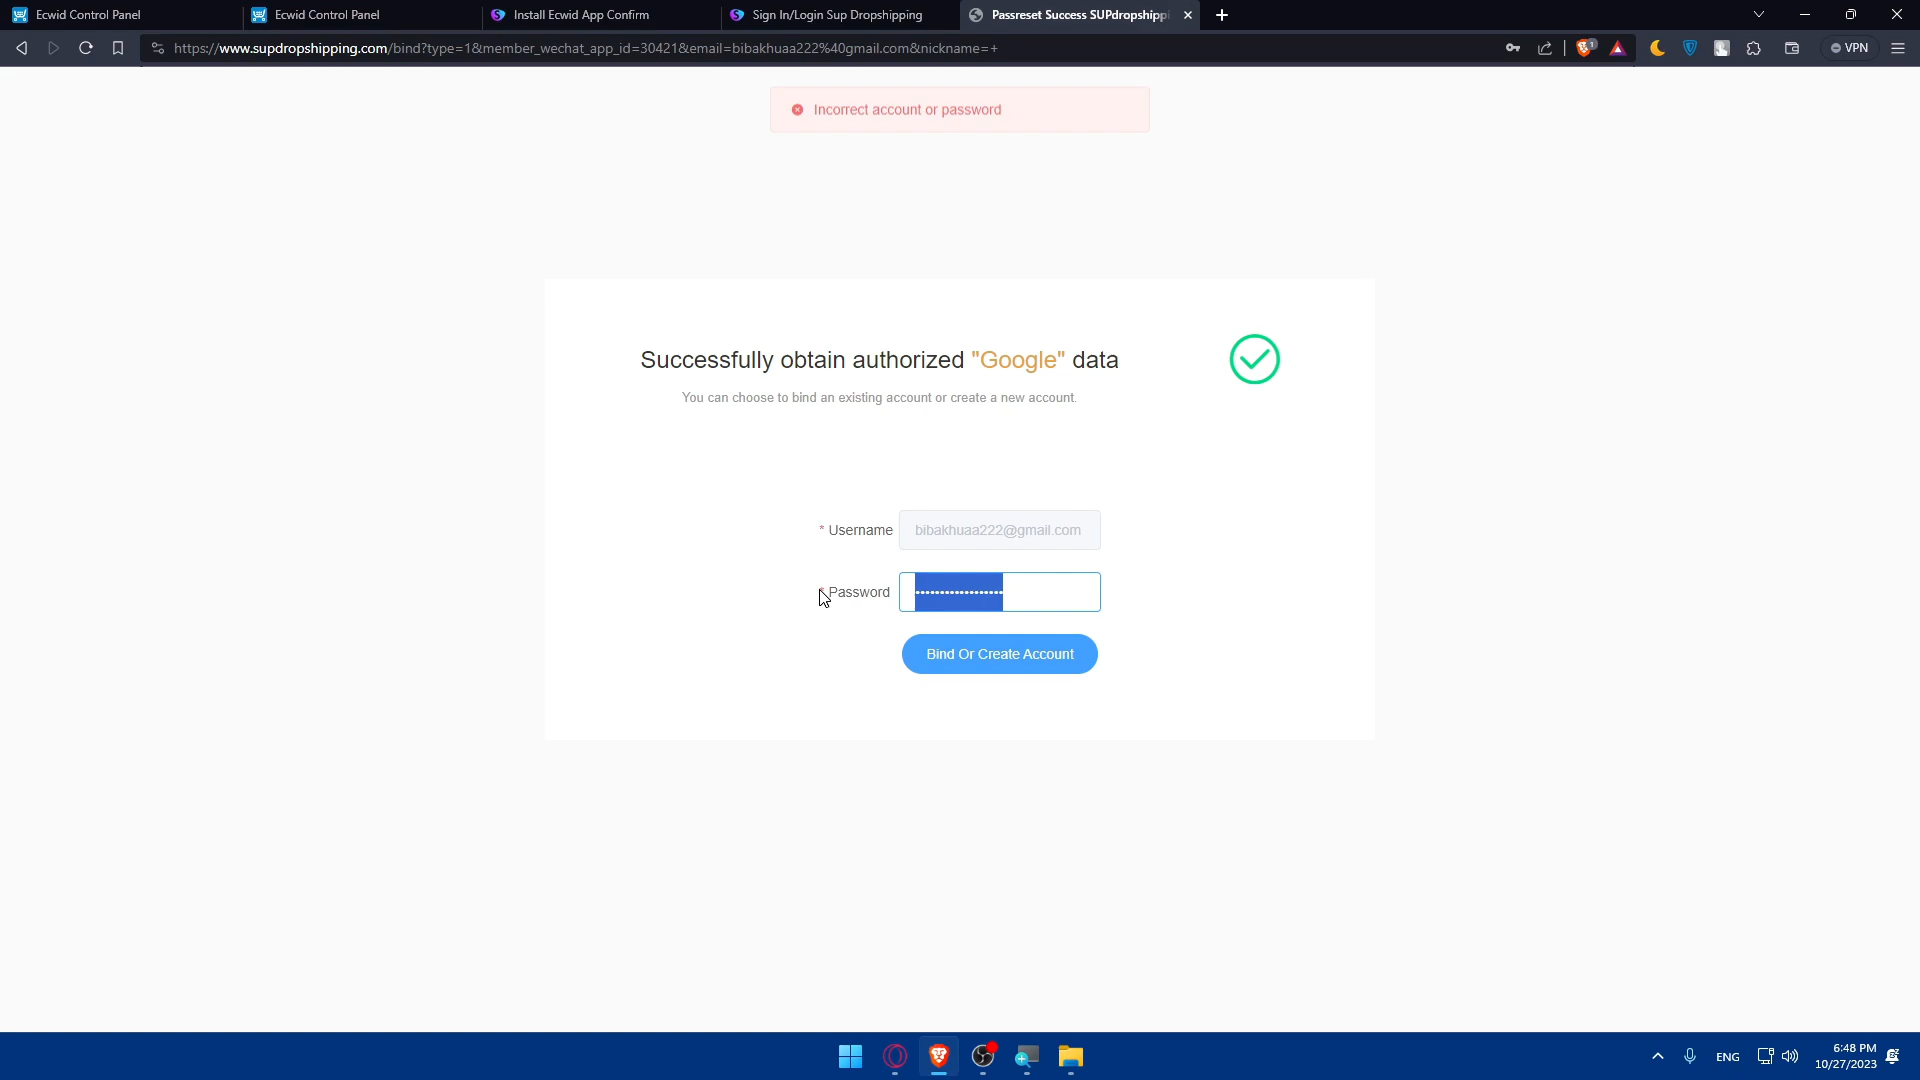 Ecwid Control Panel
Ecwid Control Panel
Install Ecwid App Confirm
Sign In/Login Sup Dropshipping
Passreset Success SUPdropshippi
https://www.supdropshipping.com/bind?type=1&member_wechat_app_id=30421&email=bibakhuaa222%40gmail.com&nickname=+
1
VPN
Incorrect account or password
Successfully obtain authorized "Google" data
You can choose to bind an existing account or create a new account.
* Username bibakhuaa222@gmail.com
* Password
Bind Or Create Account
ENG
6:48 PM
10/27/2023